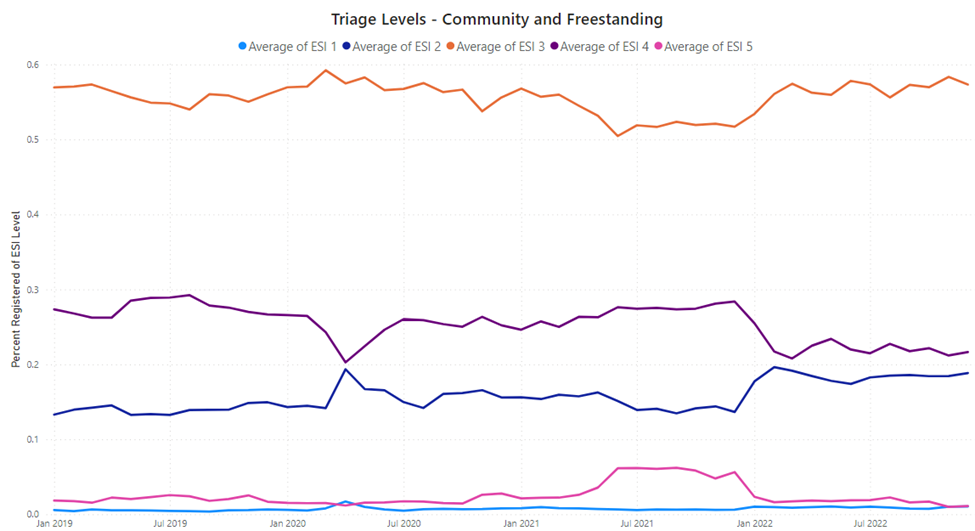 Triage Levels - Community and Freestanding
Average of ESI 1 Average of ESI 2 Average of ESI 3 Average of ESI 4 Average of ESI 5
Percent Registered of ESI Level
0.6
0.5
0.4
0.3
0.2
0.1
0.0
Jan 2019 Jul 2019 Jan 2020 Jul 2020 Jan 2021 Jul 2021 Jan 2022 Jul 2022